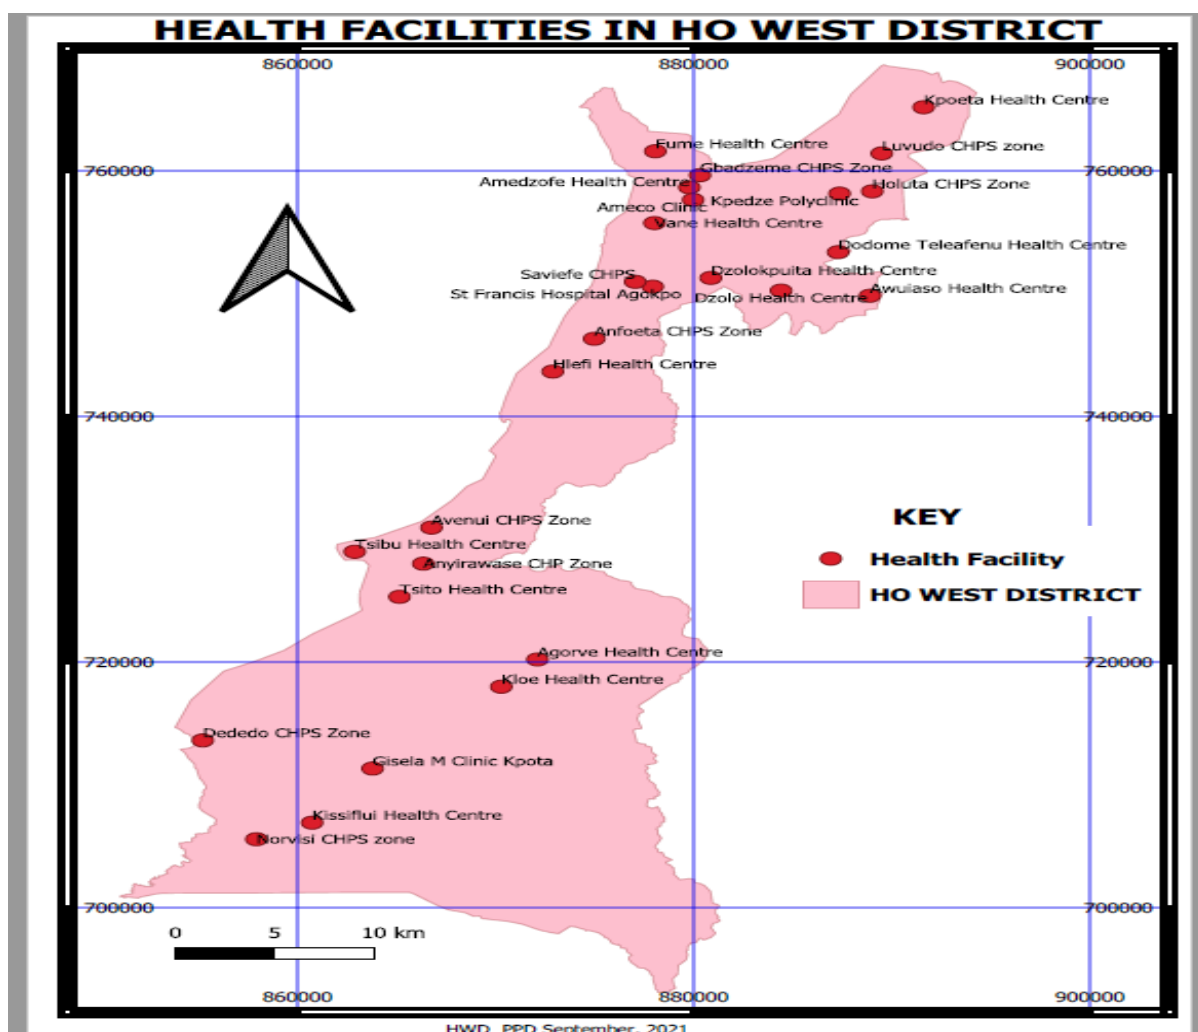 HEALTH FACILITIES IN HO WEST DISTRICT
860000 880000 900000
Kpoeta Health Centre
Fume Health Centre
Luvudo CHPS zone
760000 760000
Gbadzeme CHPS Zone
Amedzofe Health Centre
Holuta CHPS Zone
Kpedze Polyclinic
Ameco Clinic
Vane Health Centre
Dodome Teleafenu Health Centre
Dzolokpuita Health Centre
Saviefe CHPS
Awulaso Health Centre
St Francis Hospital Agokpo
Dzolo Health Centre
Anfoeta CHPS Zone
Hlefi Health Centre
740000 740000
KEY
Avenui CHPS Zone
Tsibu Health Centre
Health Facility
Anyirawase CHP Zone
Tsito Health Centre
HO WEST DISTRICT
Agorve Health Centre
720000 720000
Kloe Health Centre
Dededo CHPS Zone
Gisela M Clinic Kpota
Kissiflui Health Centre
Norvisi CHPS zone
700000 700000
0 5 10 km
860000 880000 900000
HWD, PPD September, 2021